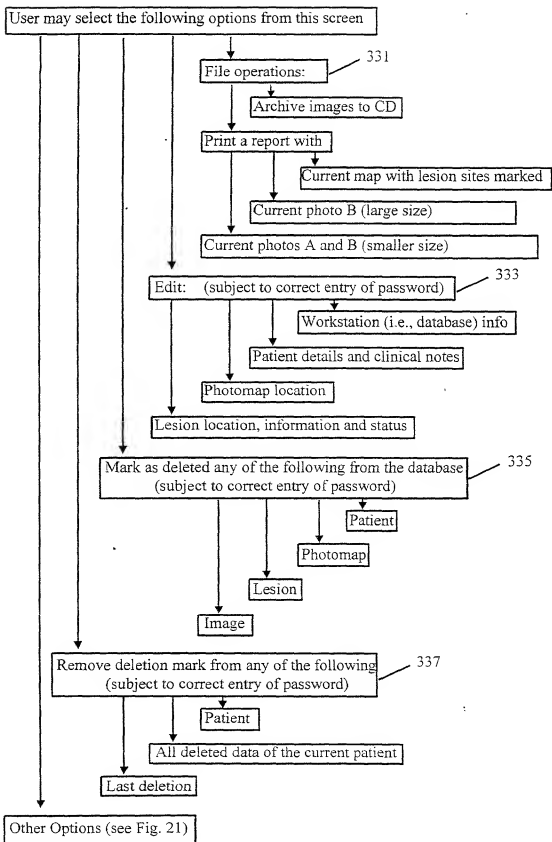 User may select the following options from this screen
331
File operations:
Archive images to CD
Print a report with
Current map with lesion sites marked
Current photo B (large size)
Current photos A and B (smaller size)
333
Edit: (subject to correct entry of password)
Workstation (i.e., database) info
Patient details and clinical notes
Photomap location
Lesion location, information and status
335
Mark as deleted any of the following from the database
(subject to correct entry of password)
Patient
Photomap
Lesion
Image
337
Remove deletion mark from any of the following
(subject to correct entry of password)
Patient
All deleted data of the current patient
Last deletion
Other Options (see Fig. 21)